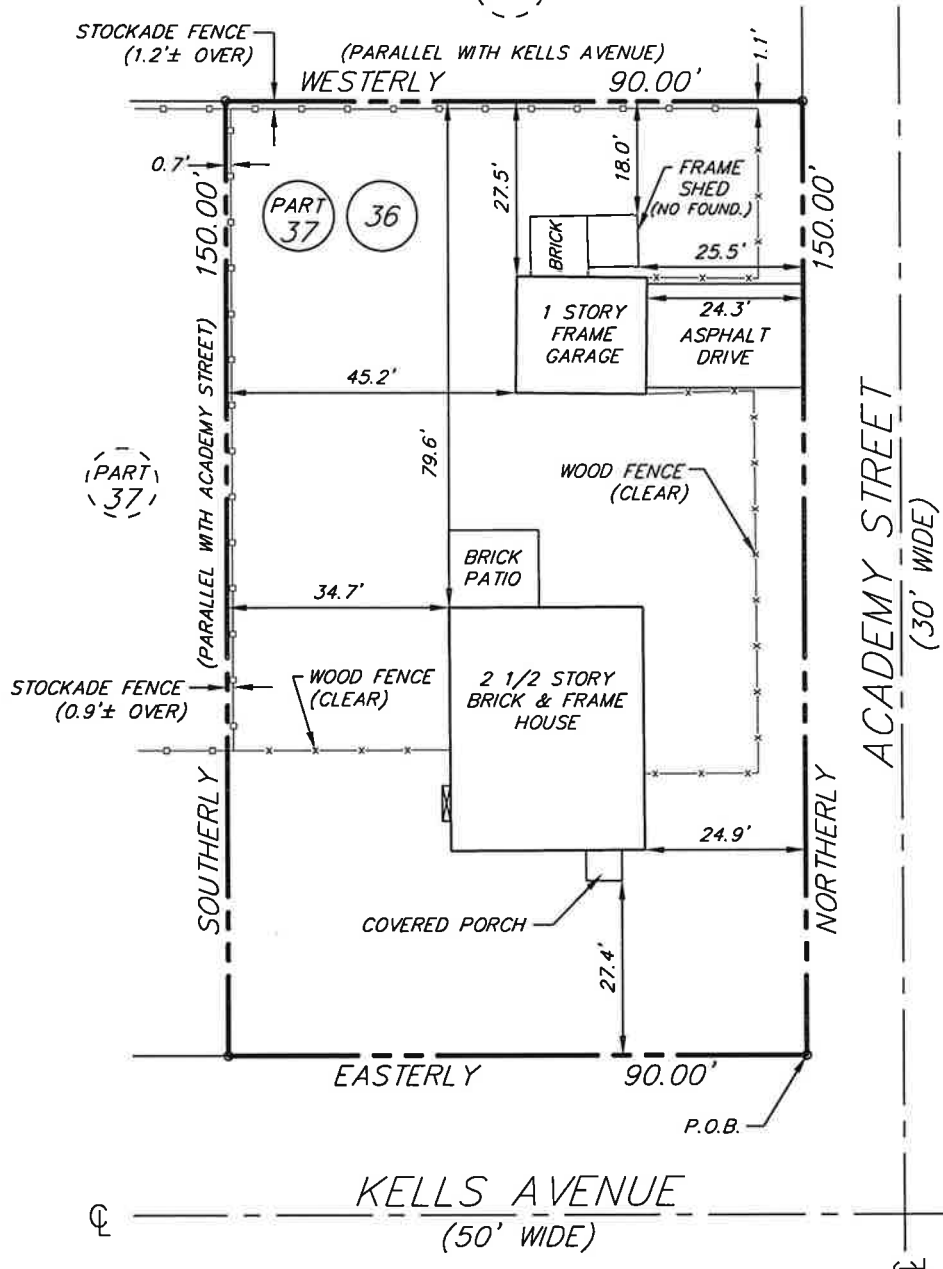 STOCKADE FENCE
(1.2'± OVER)
(PARALLEL WITH KELLS AVENUE)
WESTERLY 90.00'
1.1'
0.7'
150.00'
PART
37
36
27.5'
18.0'
FRAME
SHED
(NO FOUND.)
150.00'
BRICK
25.5'
1 STORY
FRAME
GARAGE
24.3'
ASPHALT
DRIVE
45.2'
(PARALLEL WITH ACADEMY STREET)
79.6'
PART
37
WOOD FENCE
(CLEAR)
ACADEMY STREET
(30' WIDE)
BRICK
PATIO
34.7'
STOCKADE FENCE
(0.9'± OVER)
WOOD FENCE
(CLEAR)
2 1/2 STORY
BRICK & FRAME
HOUSE
SOUTHERLY
NORTHERLY
24.9'
COVERED PORCH
27.4'
EASTERLY 90.00'
P.O.B.
KELLS AVENUE
(50' WIDE)
℄
℄